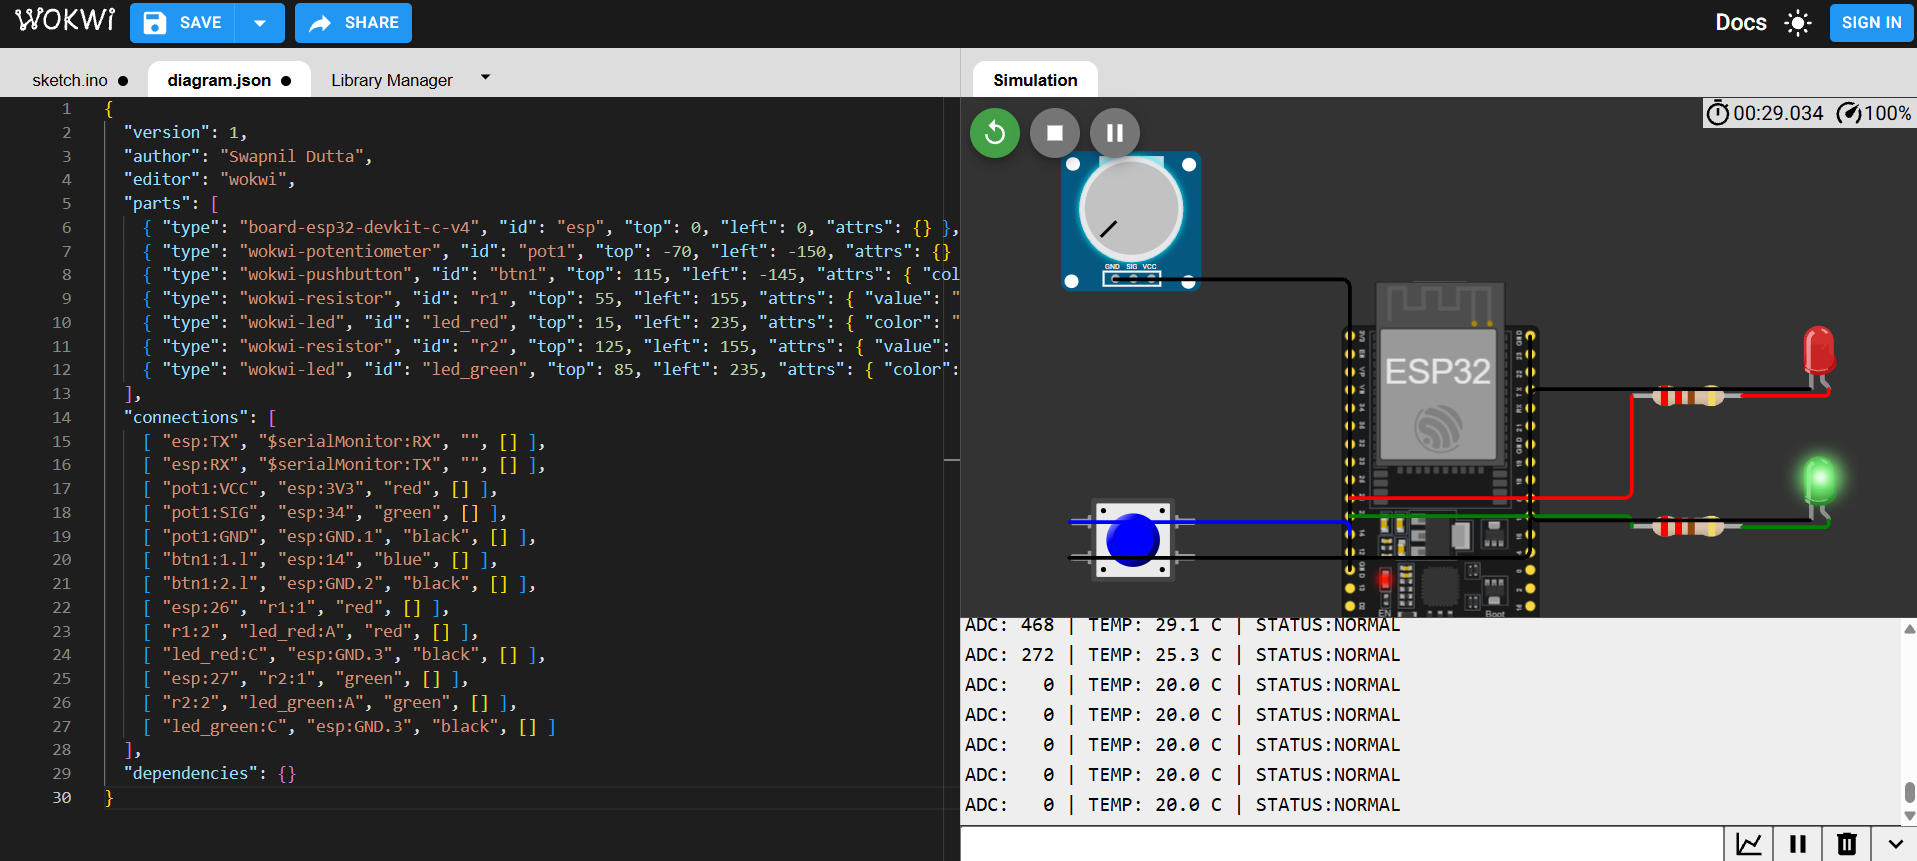 WOKWi
SAVE
SHARE
Docs
SIGN IN
sketch.ino
diagram.json
Library Manager
Simulation
1 {
2 "version": 1,
3 "author": "Swapnil Dutta",
4 "editor": "wokwi",
5 "parts": [
6 { "type": "board-esp32-devkit-c-v4", "id": "esp", "top": 0, "left": 0, "attrs": {} },
7 { "type": "wokwi-potentiometer", "id": "pot1", "top": -70, "left": -150, "attrs": {}
8 { "type": "wokwi-pushbutton", "id": "btn1", "top": 115, "left": -145, "attrs": { "col
9 { "type": "wokwi-resistor", "id": "r1", "top": 55, "left": 155, "attrs": { "value": "
10 { "type": "wokwi-led", "id": "led_red", "top": 15, "left": 235, "attrs": { "color": "
11 { "type": "wokwi-resistor", "id": "r2", "top": 125, "left": 155, "attrs": { "value":
12 { "type": "wokwi-led", "id": "led_green", "top": 85, "left": 235, "attrs": { "color":
13 ],
14 "connections": [
15 [ "esp:TX", "$serialMonitor:RX", "", [] ],
16 [ "esp:RX", "$serialMonitor:TX", "", [] ],
17 [ "pot1:VCC", "esp:3V3", "red", [] ],
18 [ "pot1:SIG", "esp:34", "green", [] ],
19 [ "pot1:GND", "esp:GND.1", "black", [] ],
20 [ "btn1:1.l", "esp:14", "blue", [] ],
21 [ "btn1:2.l", "esp:GND.2", "black", [] ],
22 [ "esp:26", "r1:1", "red", [] ],
23 [ "r1:2", "led_red:A", "red", [] ],
24 [ "led_red:C", "esp:GND.3", "black", [] ],
25 [ "esp:27", "r2:1", "green", [] ],
26 [ "r2:2", "led_green:A", "green", [] ],
27 [ "led_green:C", "esp:GND.3", "black", [] ]
28 ],
29 "dependencies": {}
30 }
00:29.034
100%
GND SIG VCC
ESP32
EN
Boot
ADC: 468 | TEMP: 29.1 C | STATUS:NORMAL
ADC: 272 | TEMP: 25.3 C | STATUS:NORMAL
ADC: 0 | TEMP: 20.0 C | STATUS:NORMAL
ADC: 0 | TEMP: 20.0 C | STATUS:NORMAL
ADC: 0 | TEMP: 20.0 C | STATUS:NORMAL
ADC: 0 | TEMP: 20.0 C | STATUS:NORMAL
ADC: 0 | TEMP: 20.0 C | STATUS:NORMAL